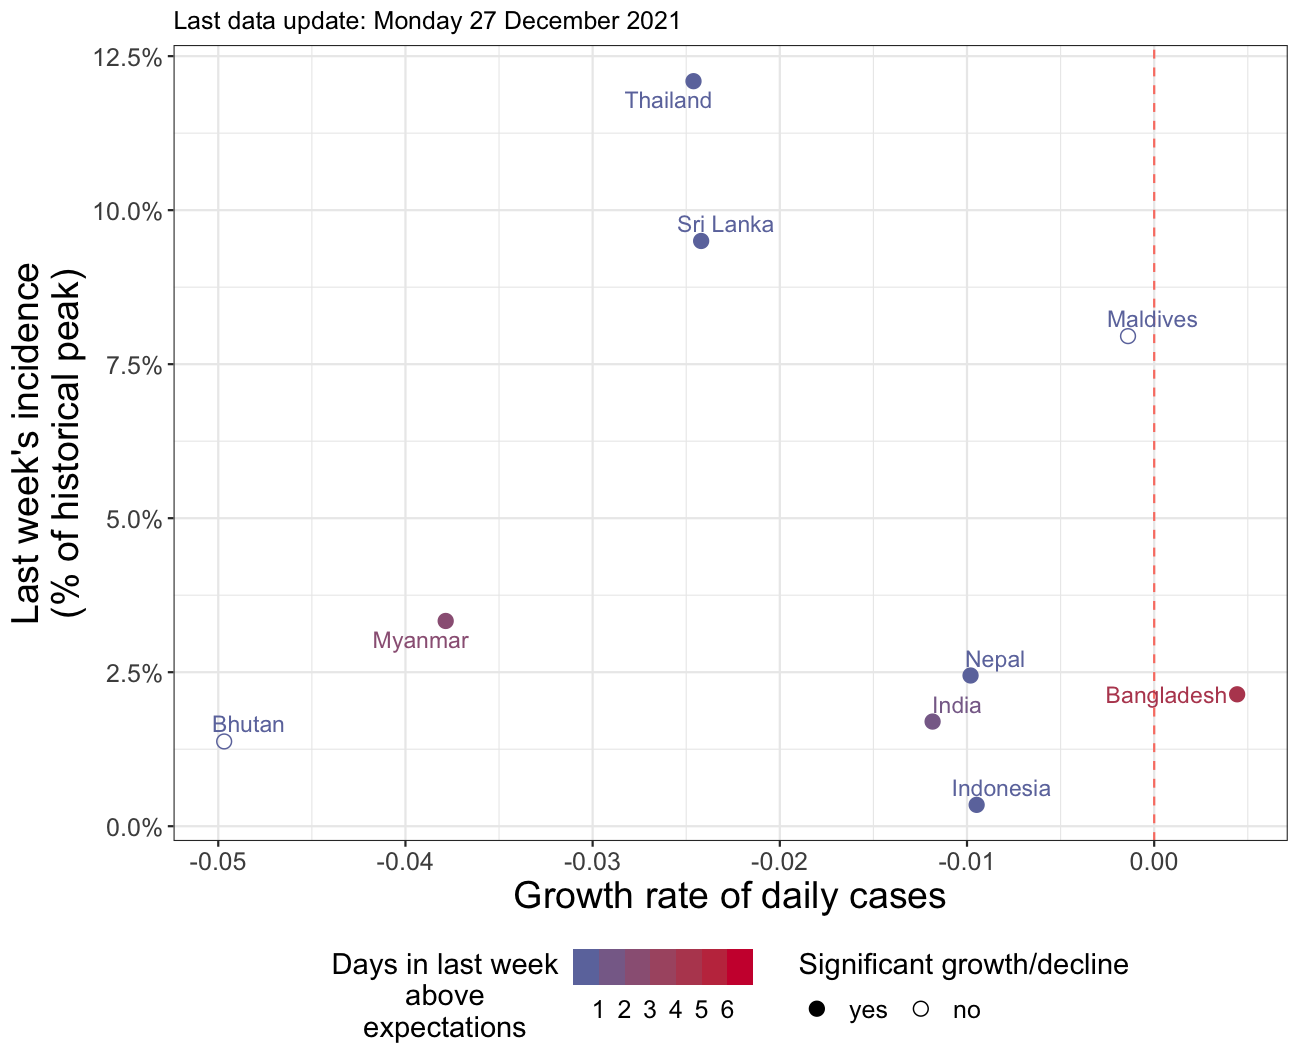 Last data update: Monday 27 December 2021
12.5%
10.0%
7.5%
5.0%
2.5%
0.0%
Last week's incidence
(% of historical peak)
Thailand
Sri Lanka
Maldives
Myanmar
Nepal
Bangladesh
India
Bhutan
Indonesia
-0.05 -0.04 -0.03 -0.02 -0.01 0.00
Growth rate of daily cases
Days in last week
above
expectations
1 2 3 4 5 6
Significant growth/decline
yes no